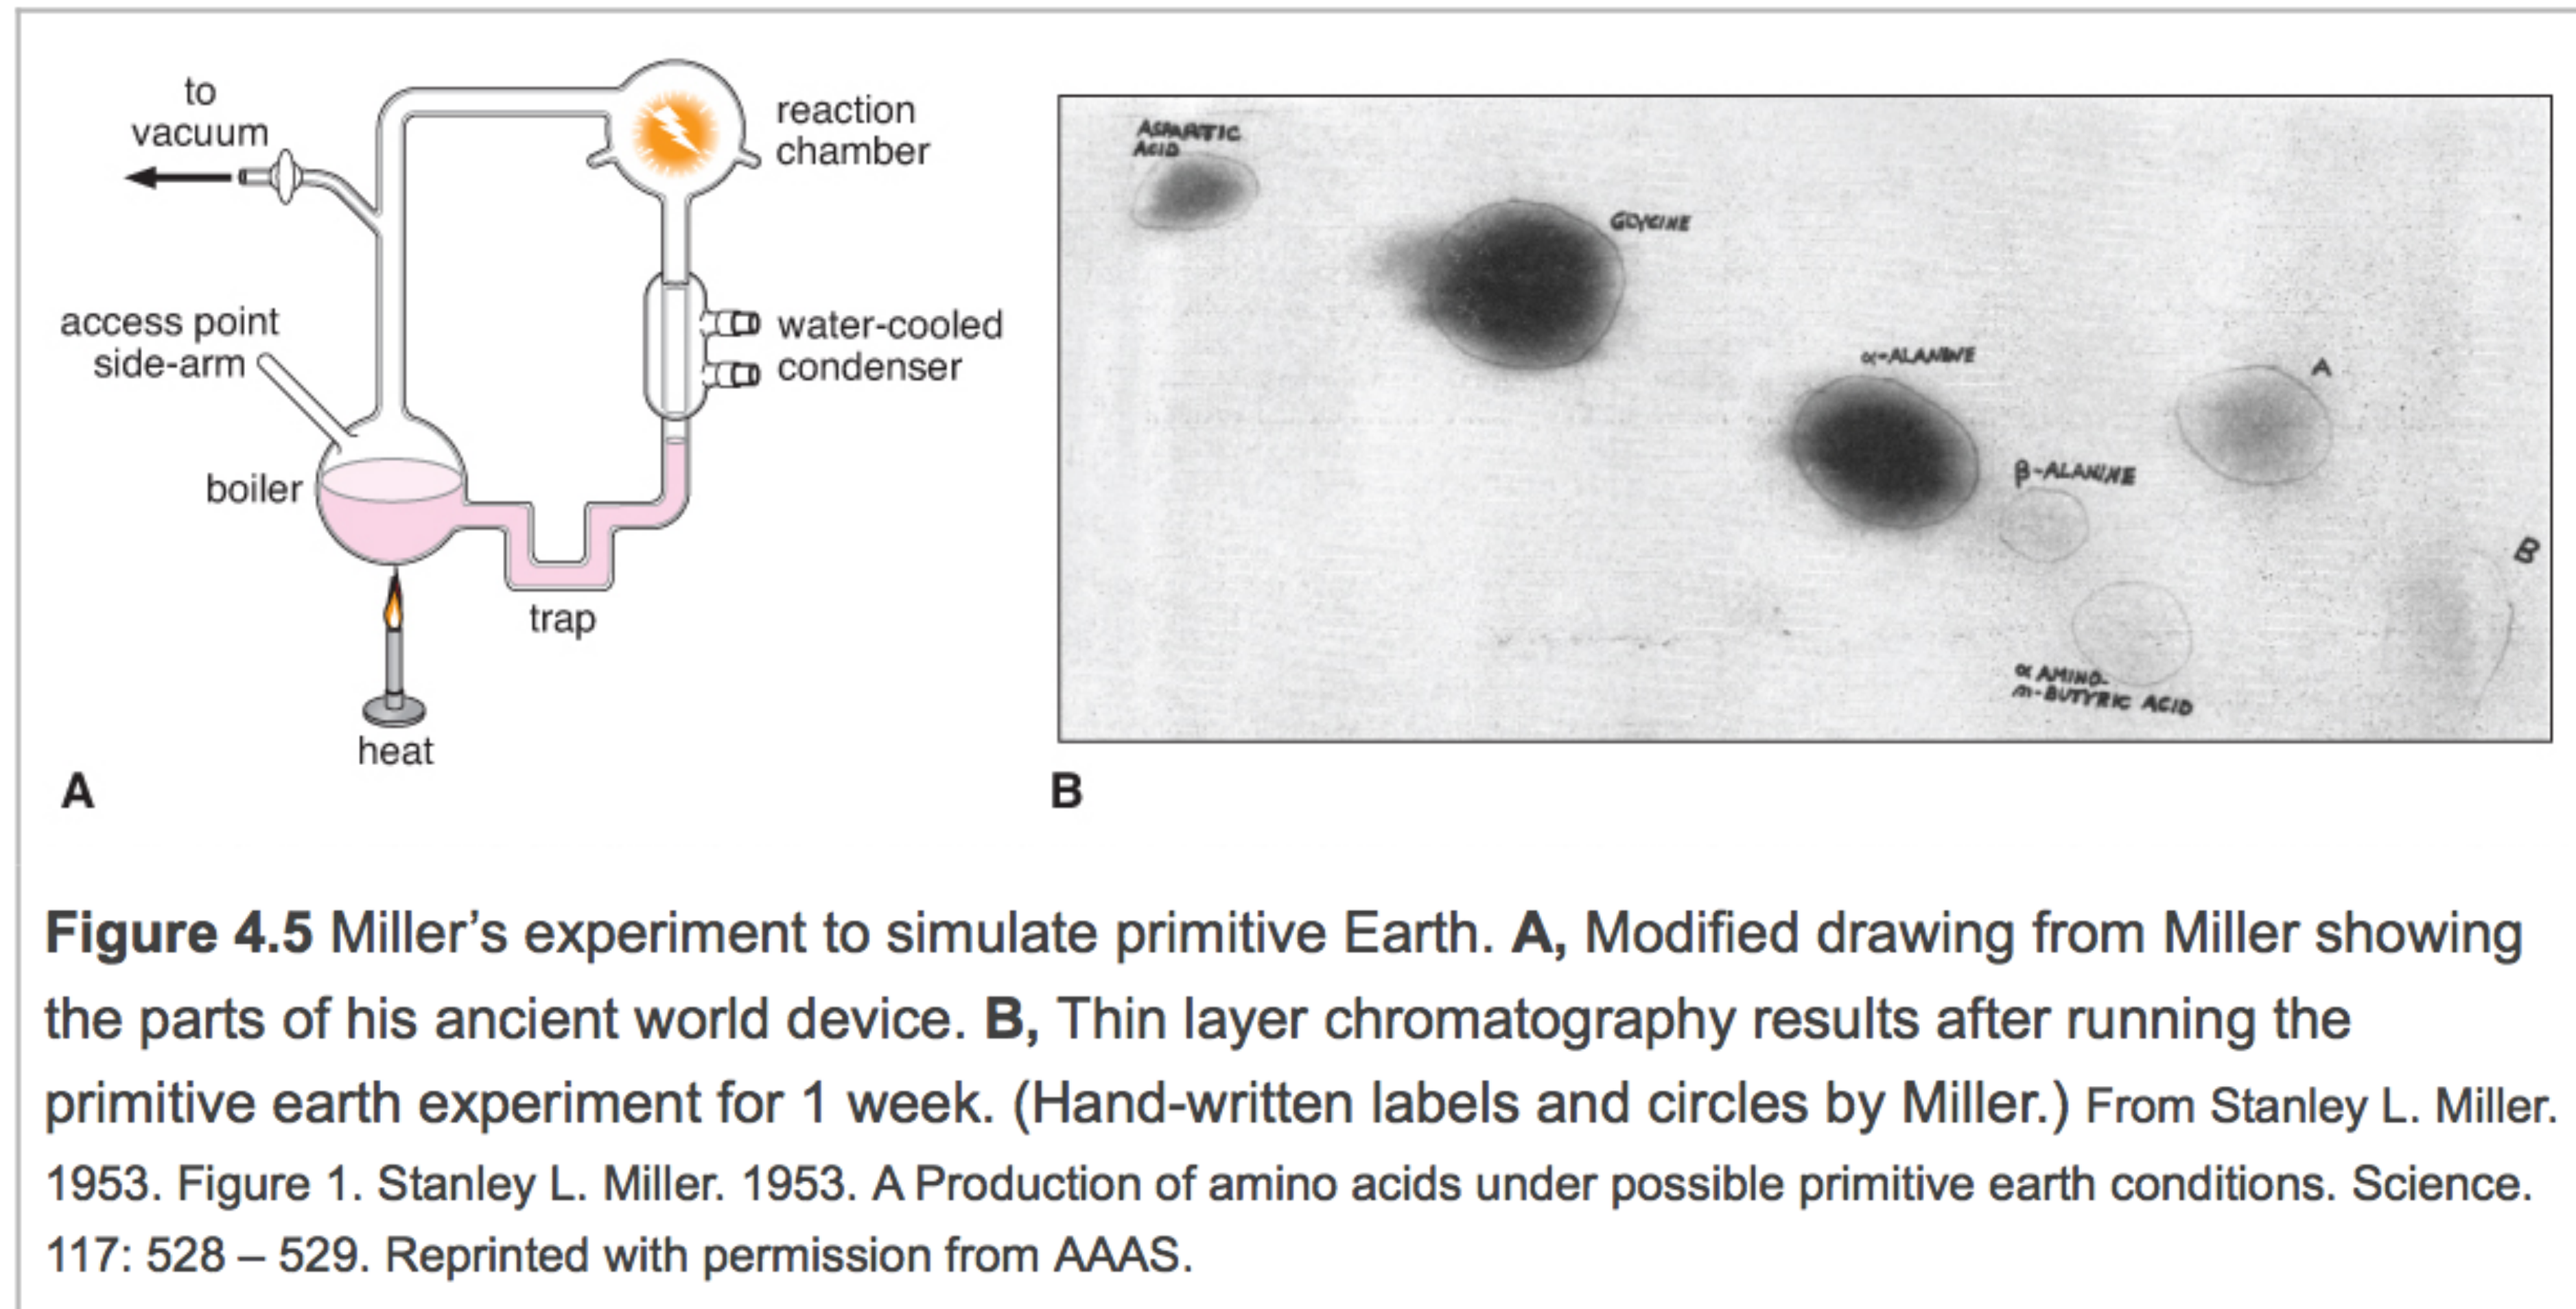 to
vacuum
reaction
chamber
access point
side-arm
water-cooled
condenser
boiler
trap
heat
A
ASPARTIC
ACID
GLYCINE
α-ALANINE
A
β-ALANINE
B
α AMINO-
n-BUTYRIC ACID
B
Figure 4.5 Miller's experiment to simulate primitive Earth. A, Modified drawing from Miller showing
the parts of his ancient world device. B, Thin layer chromatography results after running the
primitive earth experiment for 1 week. (Hand-written labels and circles by Miller.) From Stanley L. Miller.
1953. Figure 1. Stanley L. Miller. 1953. A Production of amino acids under possible primitive earth conditions. Science.
117: 528 – 529. Reprinted with permission from AAAS.